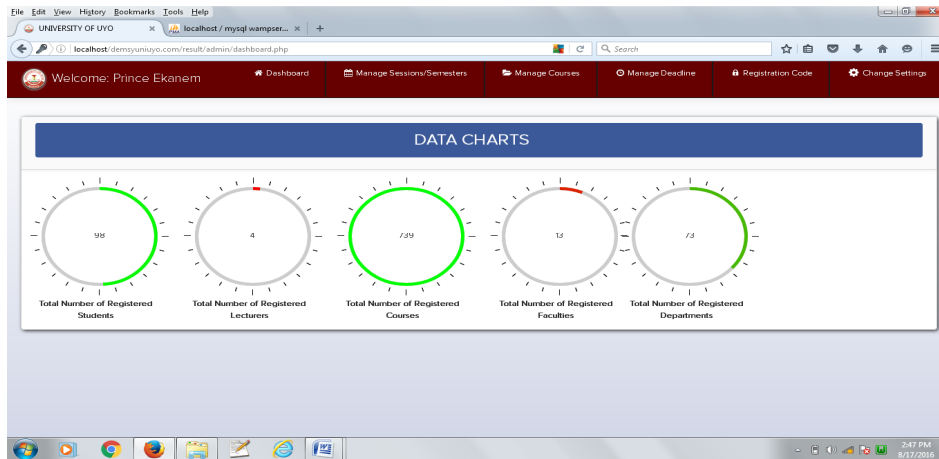 File Edit View History Bookmarks Tools Help
UNIVERSITY OF UYO × localhost / mysql wampser... × +
localhost/demsyuniuyo.com/result/admin/dashboard.php Search
Welcome: Prince Ekanem Dashboard Manage Sessions/Semesters Manage Courses Manage Deadline Registration Code Change Settings
DATA CHARTS
98 4 739 13 73
Total Number of Registered Students
Total Number of Registered Lecturers
Total Number of Registered Courses
Total Number of Registered Faculties
Total Number of Registered Departments
2:47 PM
8/17/2016